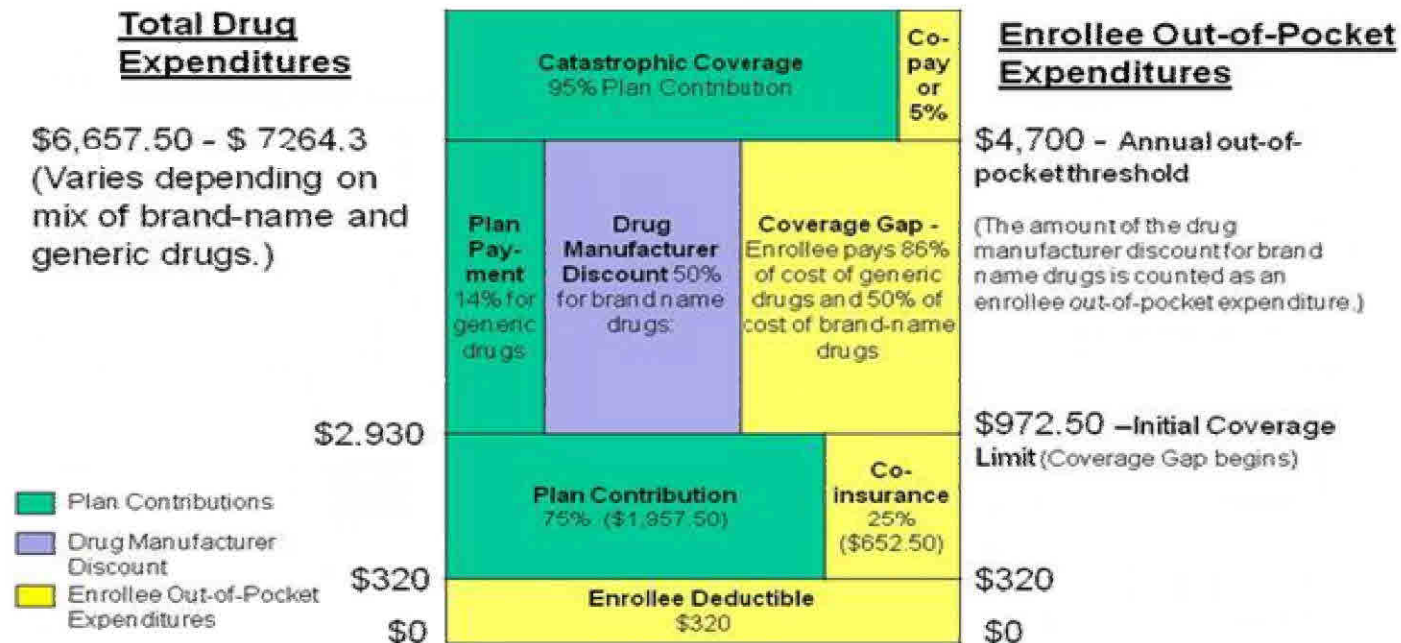 Total Drug
Expenditures
$6,657.50 - $ 7264.3
(Varies depending on
mix of brand-name and
generic drugs.)
$2.930
$320
$0
Plan Contributions
Drug Manufacturer
Discount
Enrollee Out-of-Pocket
Expenditures
Catastrophic Coverage
95% Plan Contribution
Co-
pay
or
5%
Plan
Pay-
ment
14% for
generic
drugs
Drug
Manufacturer
Discount 50%
for brand name
drugs:
Coverage Gap -
Enrollee pays 86%
of cost of generic
drugs and 50% of
cost of brand-name
drugs
Plan Contribution
75% ($1,957.50)
Co-
insurance
25%
($652.50)
Enrollee Deductible
$320
Enrollee Out-of-Pocket
Expenditures
$4,700 - Annual out-of-
pocket threshold
(The amount of the drug
manufacturer discount for brand
name drugs is counted as an
enrollee out-of-pocket expenditure.)
$972.50 –Initial Coverage
Limit (Coverage Gap begins)
$320
$0